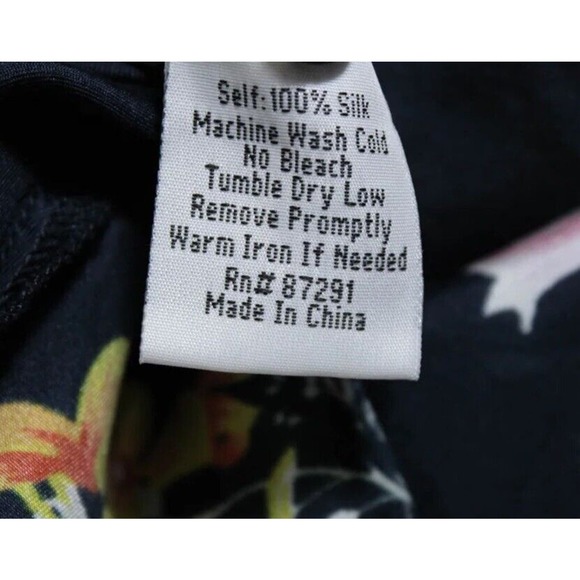 Self: 100% Silk
Machine Wash Cold
No Bleach
Tumble Dry Low
Remove Promptly
Warm Iron If Needed
Rn# 87291
Made In China